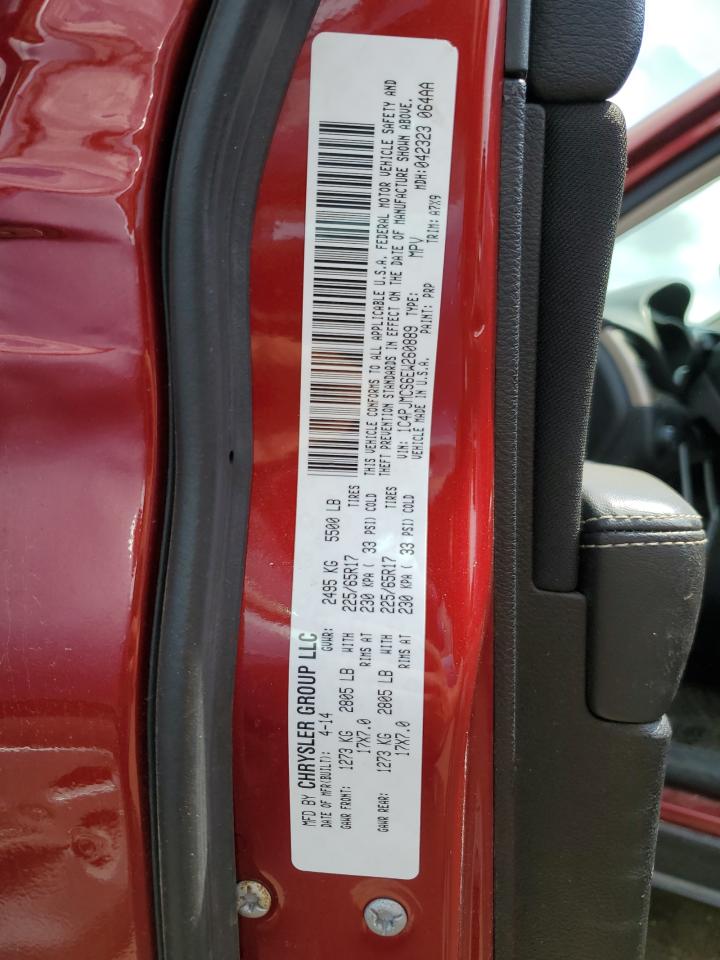 MFD BY CHRYSLER GROUP LLC
DATE OF MFR(BUILT): 4-14 GVWR: 2495 KG 5500 LB
GAWR FRONT: 1273 KG 2805 LB WITH 225/65R17 TIRES
17X7.0 RIMS AT 230 KPA ( 33 PSI) COLD
GAWR REAR: 1273 KG 2805 LB WITH 225/65R17 TIRES
17X7.0 RIMS AT 230 KPA ( 33 PSI) COLD
THIS VEHICLE CONFORMS TO ALL APPLICABLE U.S.A. FEDERAL MOTOR VEHICLE SAFETY AND
THEFT PREVENTION STANDARDS IN EFFECT ON THE DATE OF MANUFACTURE SHOWN ABOVE.
VIN: 1C4PJMCS6EW260889 TYPE: MPV MDH:042323 064AA
VEHICLE MADE IN U.S.A. PAINT: PRP TRIM: A7X9